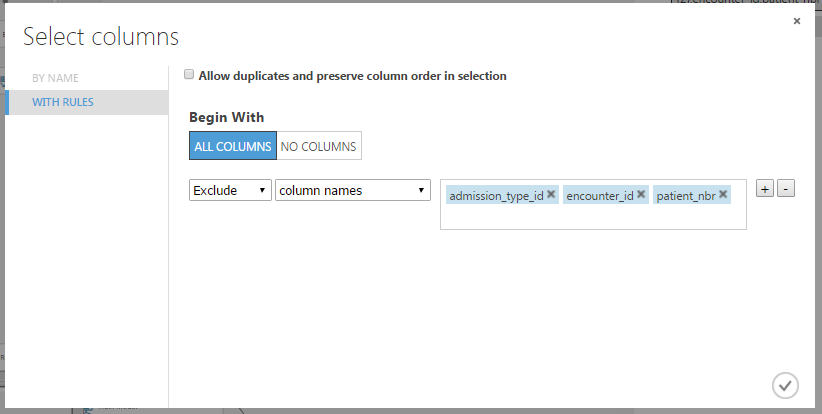 Select columns
BY NAME
WITH RULES
Allow duplicates and preserve column order in selection
Begin With
ALL COLUMNS NO COLUMNS
Exclude column names admission_type_id encounter_id patient_nbr + -